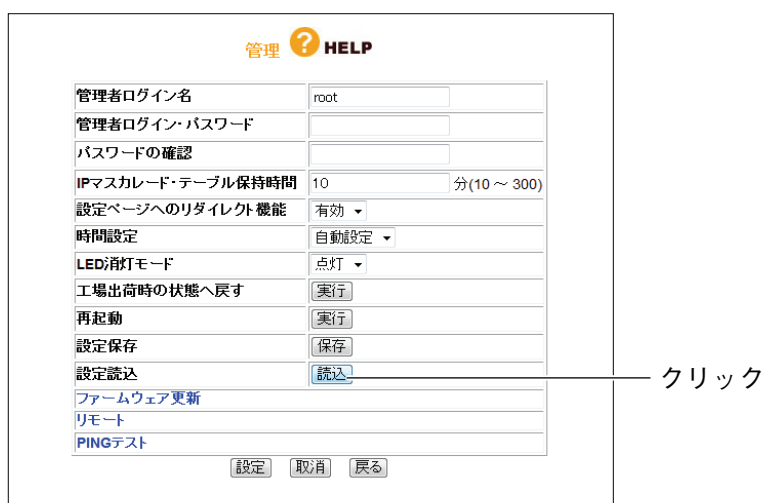 管理 ? HELP
管理者ログイン名 root
管理者ログイン・パスワード
パスワードの確認
IPマスカレード・テーブル保持時間 10 分(10 ~ 300)
設定ページへのリダイレクト機能 有効
時間設定 自動設定
LED消灯モード 点灯
工場出荷時の状態へ戻す 実行
再起動 実行
設定保存 保存
設定読込 読込 クリック
ファームウェア更新
リモート
PINGテスト
設定 取消 戻る